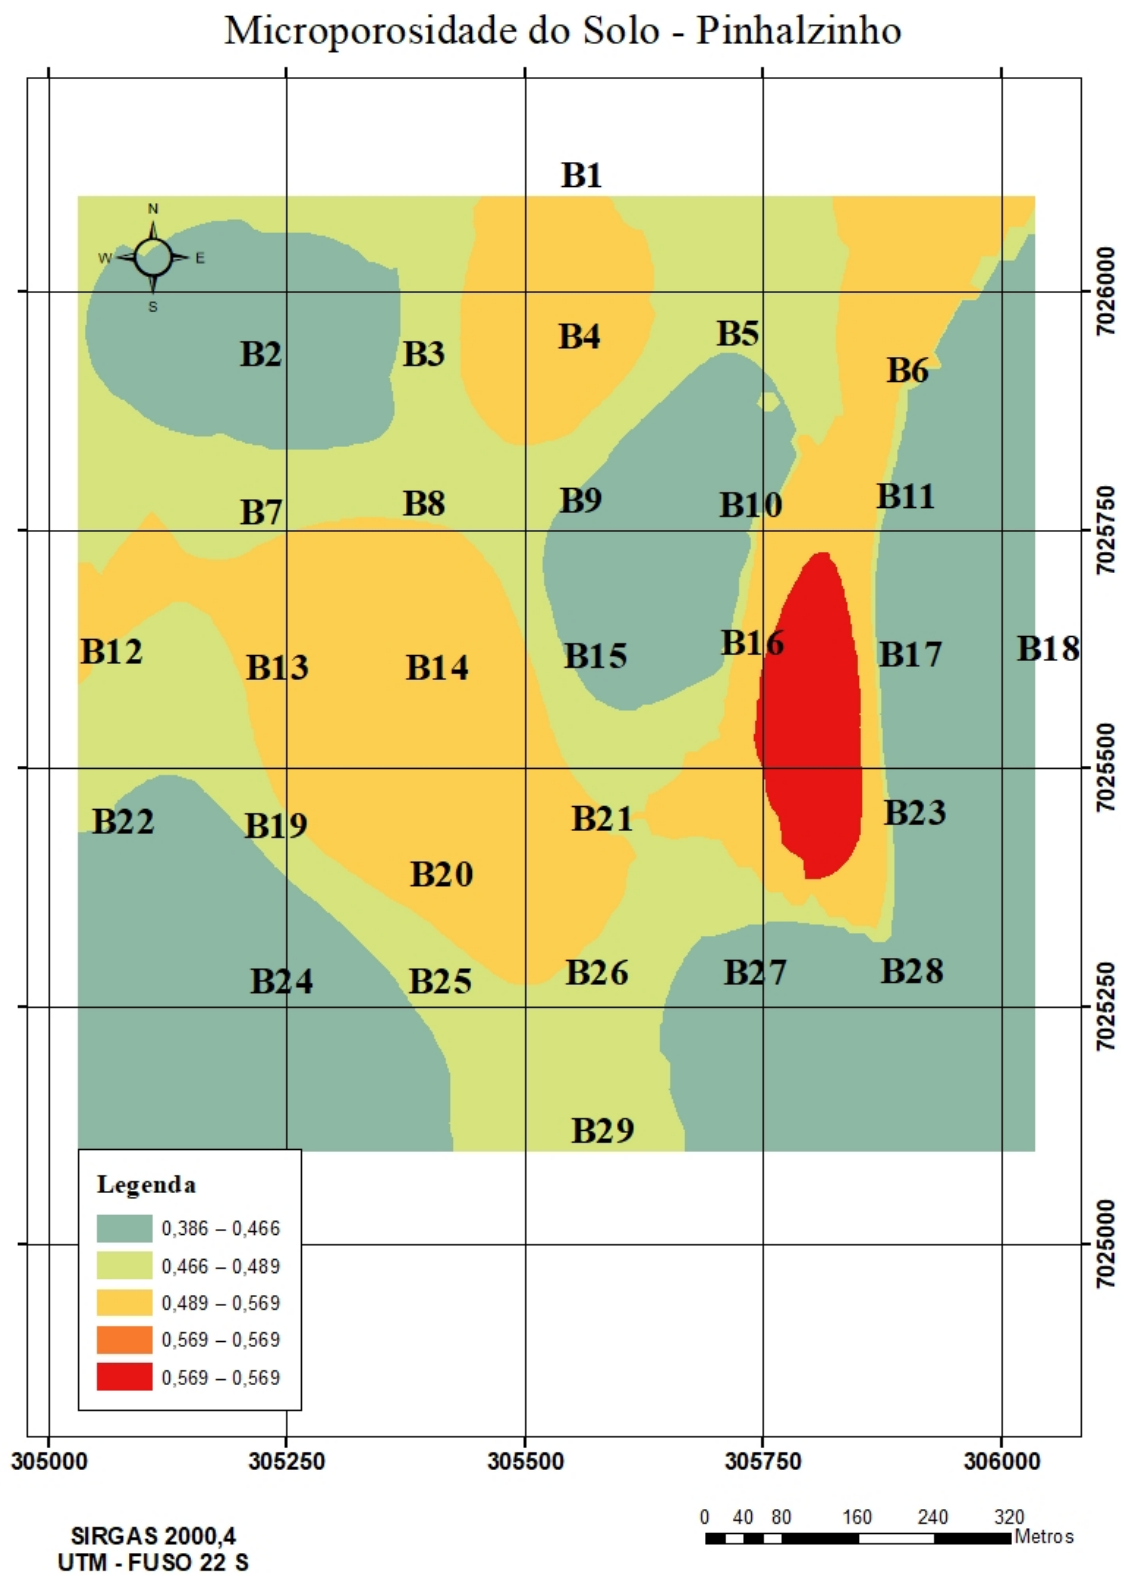 Microporosidade do Solo - Pinhalzinho
B1
N
W E
S
7026000
B2 B3 B4 B5 B6
B7 B8 B9 B10 B11
7025750
B12 B13 B14 B15 B16 B17 B18
7025500
B22 B19 B20 B21 B23
B24 B25 B26 B27 B28
7025250
B29
7025000
Legenda
0,386 – 0,466
0,466 – 0,489
0,489 – 0,569
0,569 – 0,569
0,569 – 0,569
305000 305250 305500 305750 306000
0 40 80 160 240 320
Metros
SIRGAS 2000,4
UTM - FUSO 22 S